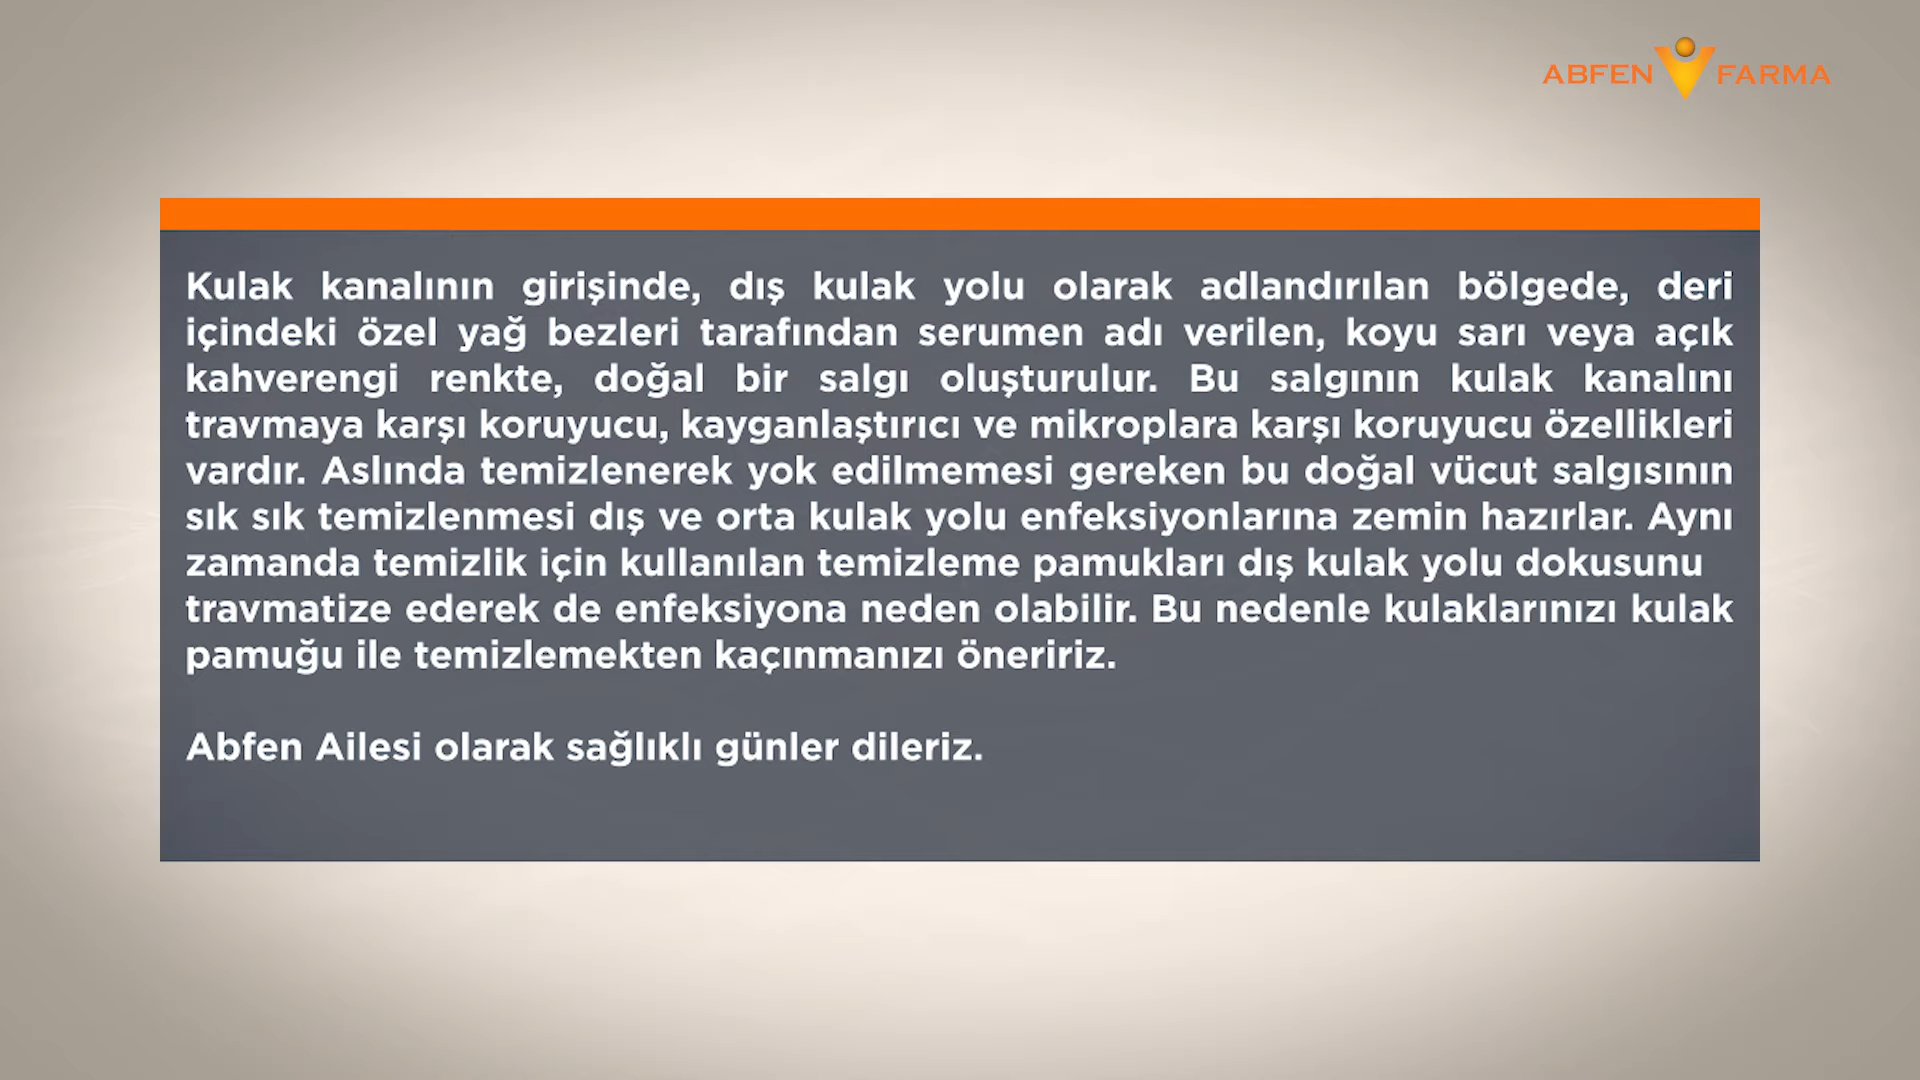 ABFEN FARMA
Kulak kanalının girişinde, dış kulak yolu olarak adlandırılan bölgede, deri
içindeki özel yağ bezleri tarafından serumen adı verilen, koyu sarı veya açık
kahverengi renkte, doğal bir salgı oluşturulur. Bu salgının kulak kanalını
travmaya karşı koruyucu, kayganlaştırıcı ve mikroplara karşı koruyucu özellikleri
vardır. Aslında temizlenerek yok edilmemesi gereken bu doğal vücut salgısının
sık sık temizlenmesi dış ve orta kulak yolu enfeksiyonlarına zemin hazırlar. Aynı
zamanda temizlik için kullanılan temizleme pamukları dış kulak yolu dokusunu
travmatize ederek de enfeksiyona neden olabilir. Bu nedenle kulaklarınızı kulak
pamuğu ile temizlemekten kaçınmanızı öneririz.
Abfen Ailesi olarak sağlıklı günler dileriz.